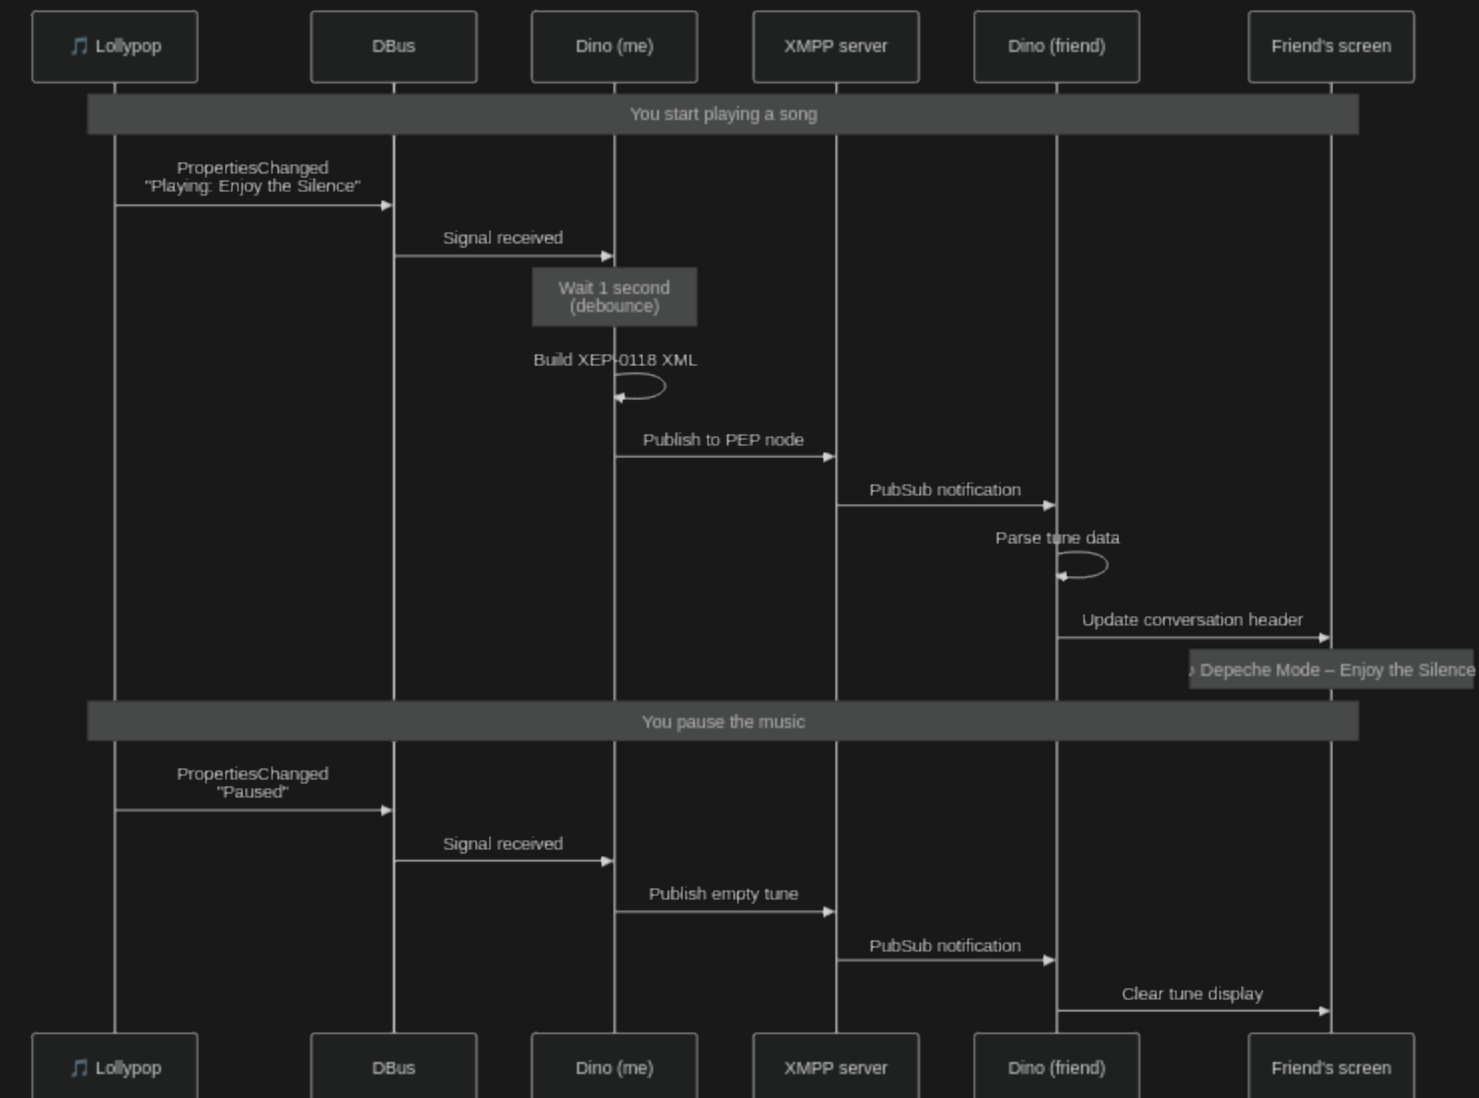 🎵 Lollypop
DBus
Dino (me)
XMPP server
Dino (friend)
Friend's screen
You start playing a song
PropertiesChanged
"Playing: Enjoy the Silence"
Signal received
Wait 1 second
(debounce)
Build XEP-0118 XML
Publish to PEP node
PubSub notification
Parse tune data
Update conversation header
♪ Depeche Mode – Enjoy the Silence
You pause the music
PropertiesChanged
"Paused"
Signal received
Publish empty tune
PubSub notification
Clear tune display
🎵 Lollypop
DBus
Dino (me)
XMPP server
Dino (friend)
Friend's screen